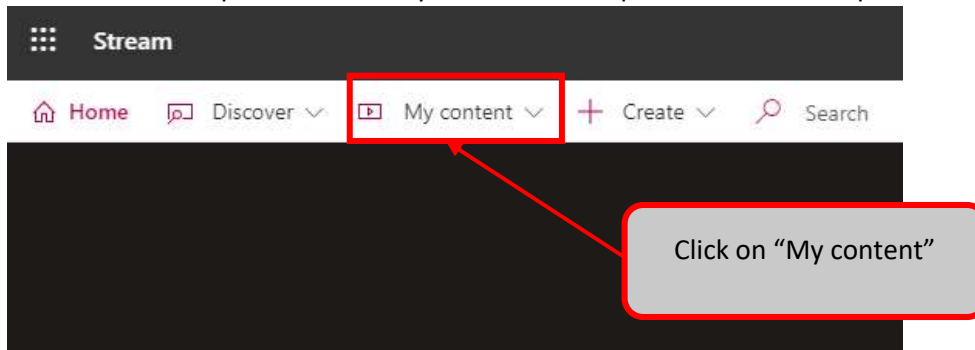 Stream
Home Discover My content Create Search
Click on “My content”